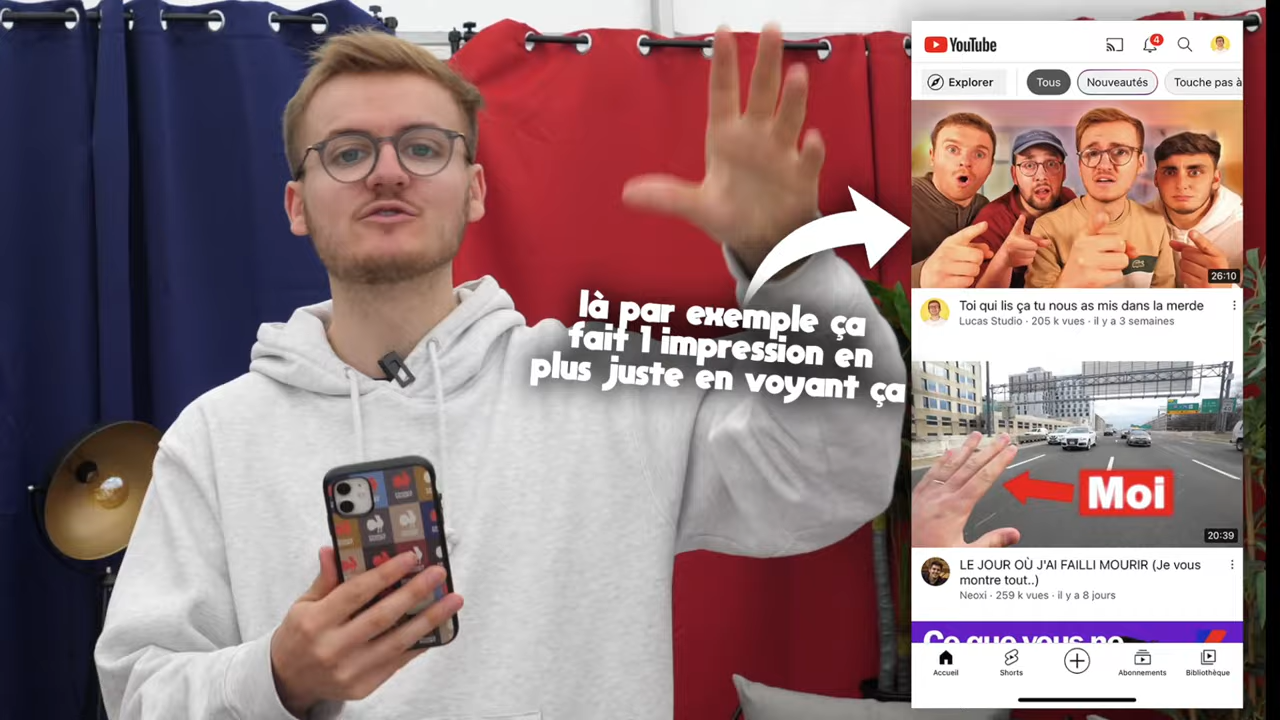 là par exemple ça
fait 1 impression en
plus juste en voyant ça
YouTube
4
Explorer
Tous
Nouveautés
Touche pas à
26:10
Toi qui lis ça tu nous as mis dans la merde
Lucas Studio · 205 k vues · il y a 3 semaines
Moi
20:39
LE JOUR OÙ J'AI FAILLI MOURIR (Je vous
montre tout..)
Neoxi · 259 k vues · il y a 8 jours
Ce que vous ne
Accueil
Shorts
Abonnements
Bibliothèque